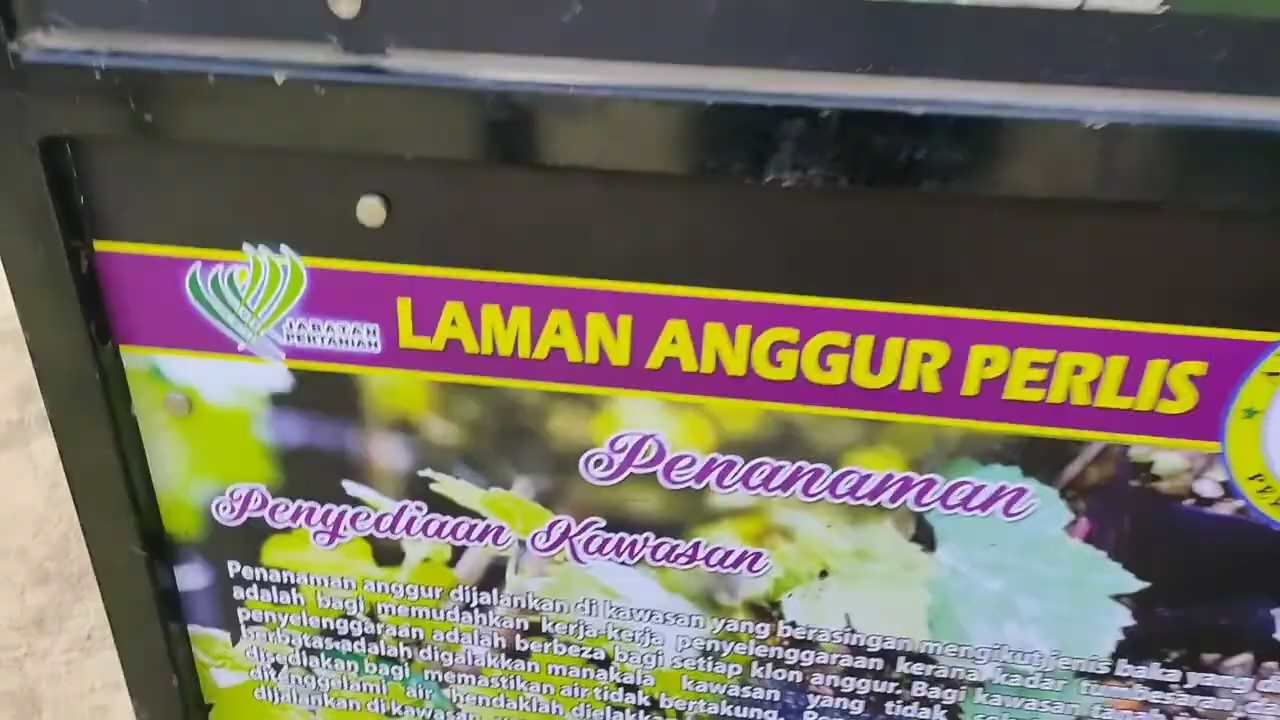 JABATAN
PERTANIAN
LAMAN ANGGUR PERLIS
Penanaman
Penyediaan Kawasan
Penanaman anggur dijalankan di kawasan yang berasingan mengikut jenis baka yang
adalah bagi memudahkan kerja-kerja penyelenggaraan kerana kadar tumbesaran
penyelenggaraan adalah berbeza bagi setiap klon anggur. Bagi kawasan
berbatas adalah digalakkan manakala kawasan yang tidak
disediakan bagi memastikan air tidak bertakung.
ditenggelami air hendaklah dielakkan
dijalankan di kawasan